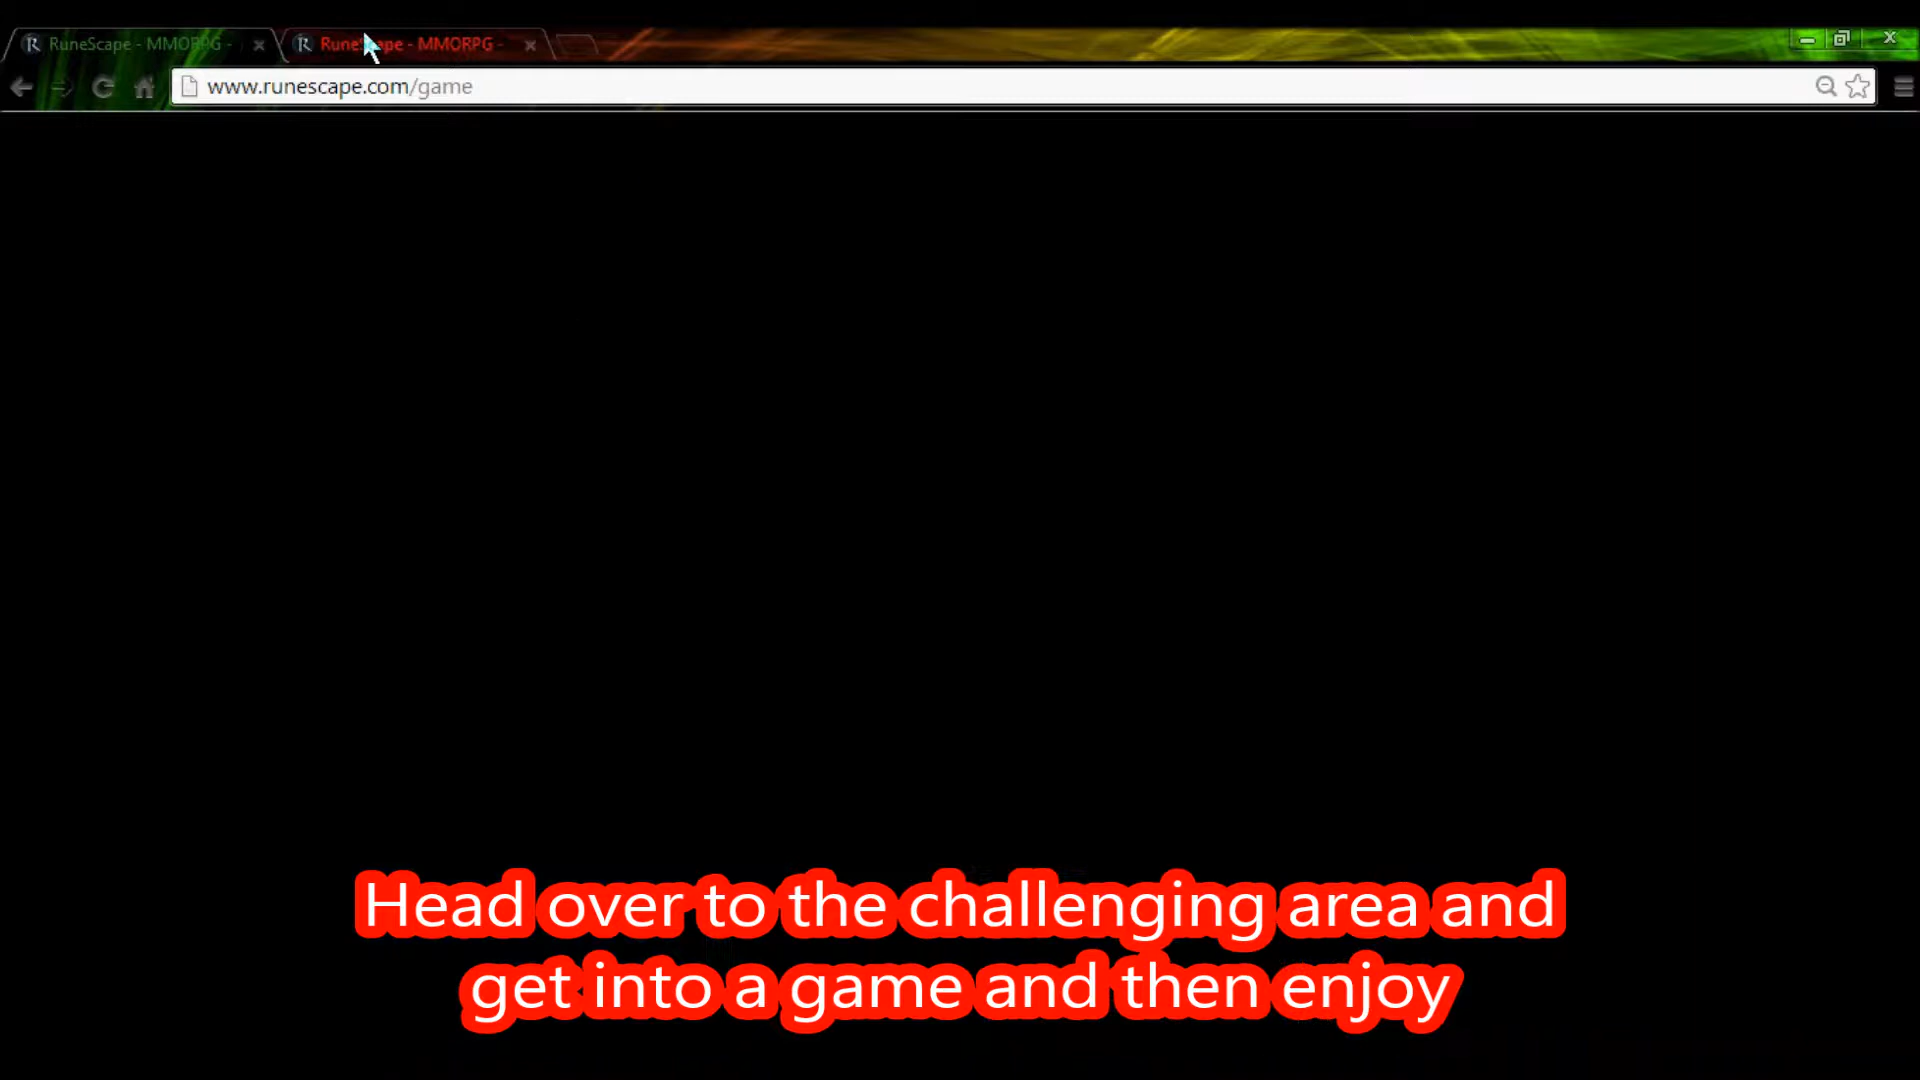 RuneScape - MMORPG -
RuneScape - MMORPG -
www.runescape.com/game
Head over to the challenging area and
get into a game and then enjoy